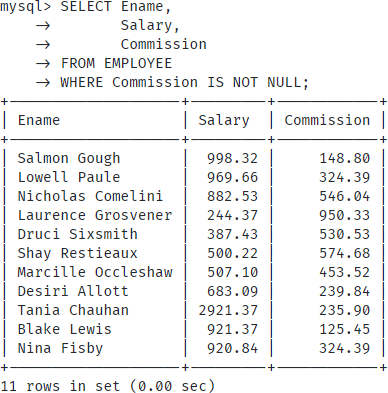 mysql> SELECT Ename,
    ->        Salary,
    ->        Commission
    -> FROM EMPLOYEE
    -> WHERE Commission IS NOT NULL;
+--------------------+---------+------------+
| Ename              | Salary  | Commission |
+--------------------+---------+------------+
| Salmon Gough       |  998.32 |     148.80 |
| Lowell Paule       |  969.66 |     324.39 |
| Nicholas Comelini  |  882.53 |     546.04 |
| Laurence Grosvener |  244.37 |     950.33 |
| Druci Sixsmith     |  387.43 |     530.53 |
| Shay Restieaux     |  500.22 |     574.68 |
| Marcille Occleshaw |  507.10 |     453.52 |
| Desiri Allott      |  683.09 |     239.84 |
| Tania Chauhan      | 2921.37 |     235.90 |
| Blake Lewis        |  921.37 |     125.45 |
| Nina Fisby         |  920.84 |     324.39 |
+--------------------+---------+------------+
11 rows in set (0.00 sec)